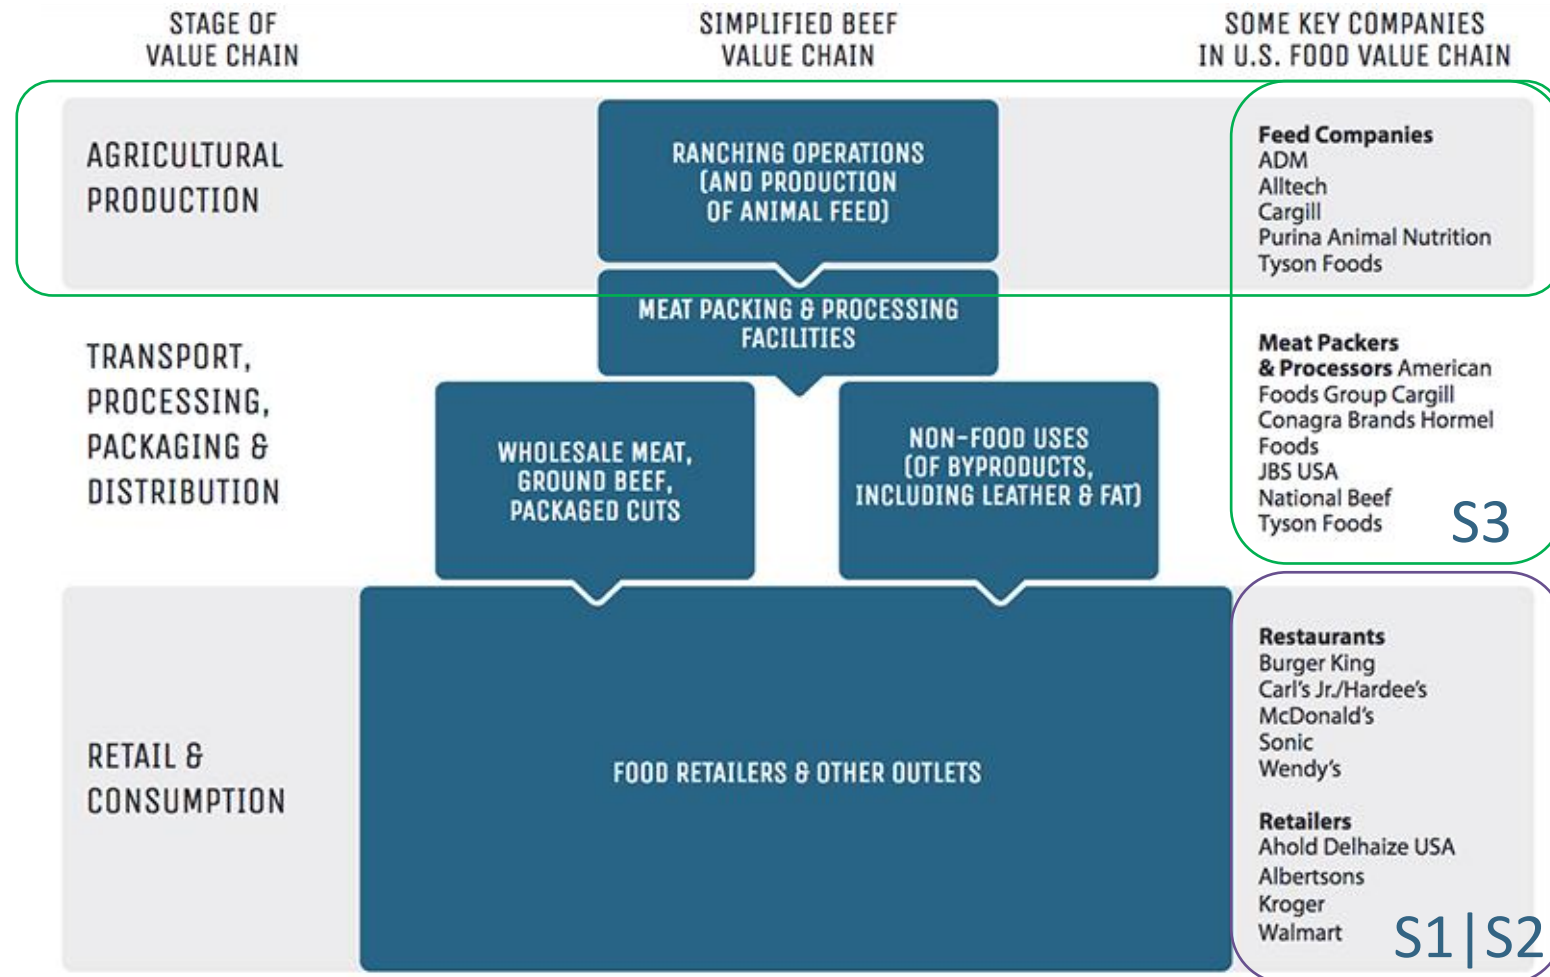 STAGE OF
VALUE CHAIN
SIMPLIFIED BEEF
VALUE CHAIN
SOME KEY COMPANIES
IN U.S. FOOD VALUE CHAIN
AGRICULTURAL
PRODUCTION
RANCHING OPERATIONS
(AND PRODUCTION
OF ANIMAL FEED)
Feed Companies
ADM
Alltech
Cargill
Purina Animal Nutrition
Tyson Foods
TRANSPORT,
PROCESSING,
PACKAGING &
DISTRIBUTION
MEAT PACKING & PROCESSING
FACILITIES
WHOLESALE MEAT,
GROUND BEEF,
PACKAGED CUTS
NON-FOOD USES
(OF BYPRODUCTS,
INCLUDING LEATHER & FAT)
Meat Packers
& Processors American
Foods Group Cargill
Conagra Brands Hormel
Foods
JBS USA
National Beef
Tyson Foods
S3
RETAIL &
CONSUMPTION
FOOD RETAILERS & OTHER OUTLETS
Restaurants
Burger King
Carl's Jr./Hardee's
McDonald's
Sonic
Wendy's
Retailers
Ahold Delhaize USA
Albertsons
Kroger
Walmart
S1|S2